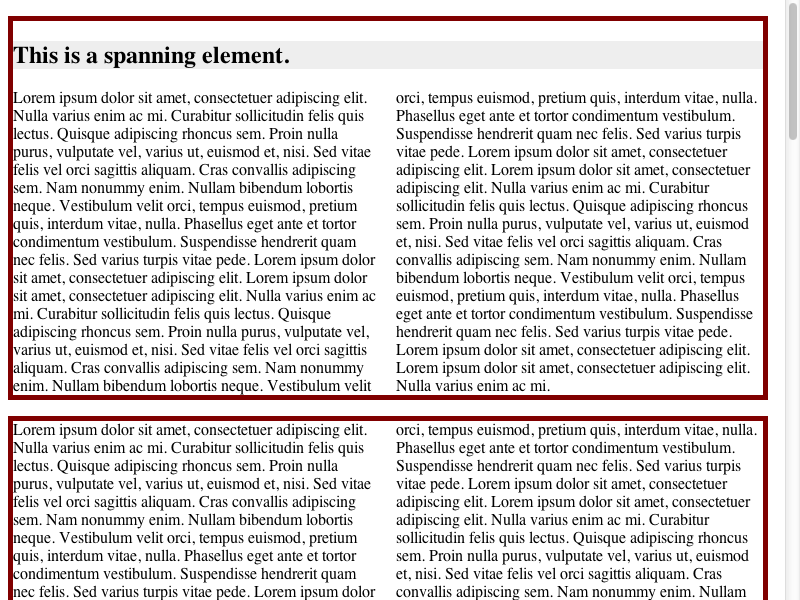 This is a spanning element.
Lorem ipsum dolor sit amet, consectetuer adipiscing elit.
Nulla varius enim ac mi. Curabitur sollicitudin felis quis
lectus. Quisque adipiscing rhoncus sem. Proin nulla
purus, vulputate vel, varius ut, euismod et, nisi. Sed vitae
felis vel orci sagittis aliquam. Cras convallis adipiscing
sem. Nam nonummy enim. Nullam bibendum lobortis
neque. Vestibulum velit orci, tempus euismod, pretium
quis, interdum vitae, nulla. Phasellus eget ante et tortor
condimentum vestibulum. Suspendisse hendrerit quam
nec felis. Sed varius turpis vitae pede. Lorem ipsum dolor
sit amet, consectetuer adipiscing elit. Lorem ipsum dolor
sit amet, consectetuer adipiscing elit. Nulla varius enim ac
mi. Curabitur sollicitudin felis quis lectus. Quisque
adipiscing rhoncus sem. Proin nulla purus, vulputate vel,
varius ut, euismod et, nisi. Sed vitae felis vel orci sagittis
aliquam. Cras convallis adipiscing sem. Nam nonummy
enim. Nullam bibendum lobortis neque. Vestibulum velit
orci, tempus euismod, pretium quis, interdum vitae, nulla.
Phasellus eget ante et tortor condimentum vestibulum.
Suspendisse hendrerit quam nec felis. Sed varius turpis
vitae pede. Lorem ipsum dolor sit amet, consectetuer
adipiscing elit. Lorem ipsum dolor sit amet, consectetuer
adipiscing elit. Nulla varius enim ac mi. Curabitur
sollicitudin felis quis lectus. Quisque adipiscing rhoncus
sem. Proin nulla purus, vulputate vel, varius ut, euismod
et, nisi. Sed vitae felis vel orci sagittis aliquam. Cras
convallis adipiscing sem. Nam nonummy enim. Nullam
bibendum lobortis neque. Vestibulum velit orci, tempus
euismod, pretium quis, interdum vitae, nulla. Phasellus
eget ante et tortor condimentum vestibulum. Suspendisse
hendrerit quam nec felis. Sed varius turpis vitae pede.
Lorem ipsum dolor sit amet, consectetuer adipiscing elit.
Lorem ipsum dolor sit amet, consectetuer adipiscing elit.
Nulla varius enim ac mi.
Lorem ipsum dolor sit amet, consectetuer adipiscing elit.
Nulla varius enim ac mi. Curabitur sollicitudin felis quis
lectus. Quisque adipiscing rhoncus sem. Proin nulla
purus, vulputate vel, varius ut, euismod et, nisi. Sed vitae
felis vel orci sagittis aliquam. Cras convallis adipiscing
sem. Nam nonummy enim. Nullam bibendum lobortis
neque. Vestibulum velit orci, tempus euismod, pretium
quis, interdum vitae, nulla. Phasellus eget ante et tortor
condimentum vestibulum. Suspendisse hendrerit quam
nec felis. Sed varius turpis vitae pede. Lorem ipsum dolor
orci, tempus euismod, pretium quis, interdum vitae, nulla.
Phasellus eget ante et tortor condimentum vestibulum.
Suspendisse hendrerit quam nec felis. Sed varius turpis
vitae pede. Lorem ipsum dolor sit amet, consectetuer
adipiscing elit. Lorem ipsum dolor sit amet, consectetuer
adipiscing elit. Nulla varius enim ac mi. Curabitur
sollicitudin felis quis lectus. Quisque adipiscing rhoncus
sem. Proin nulla purus, vulputate vel, varius ut, euismod
et, nisi. Sed vitae felis vel orci sagittis aliquam. Cras
convallis adipiscing sem. Nam nonummy enim. Nullam